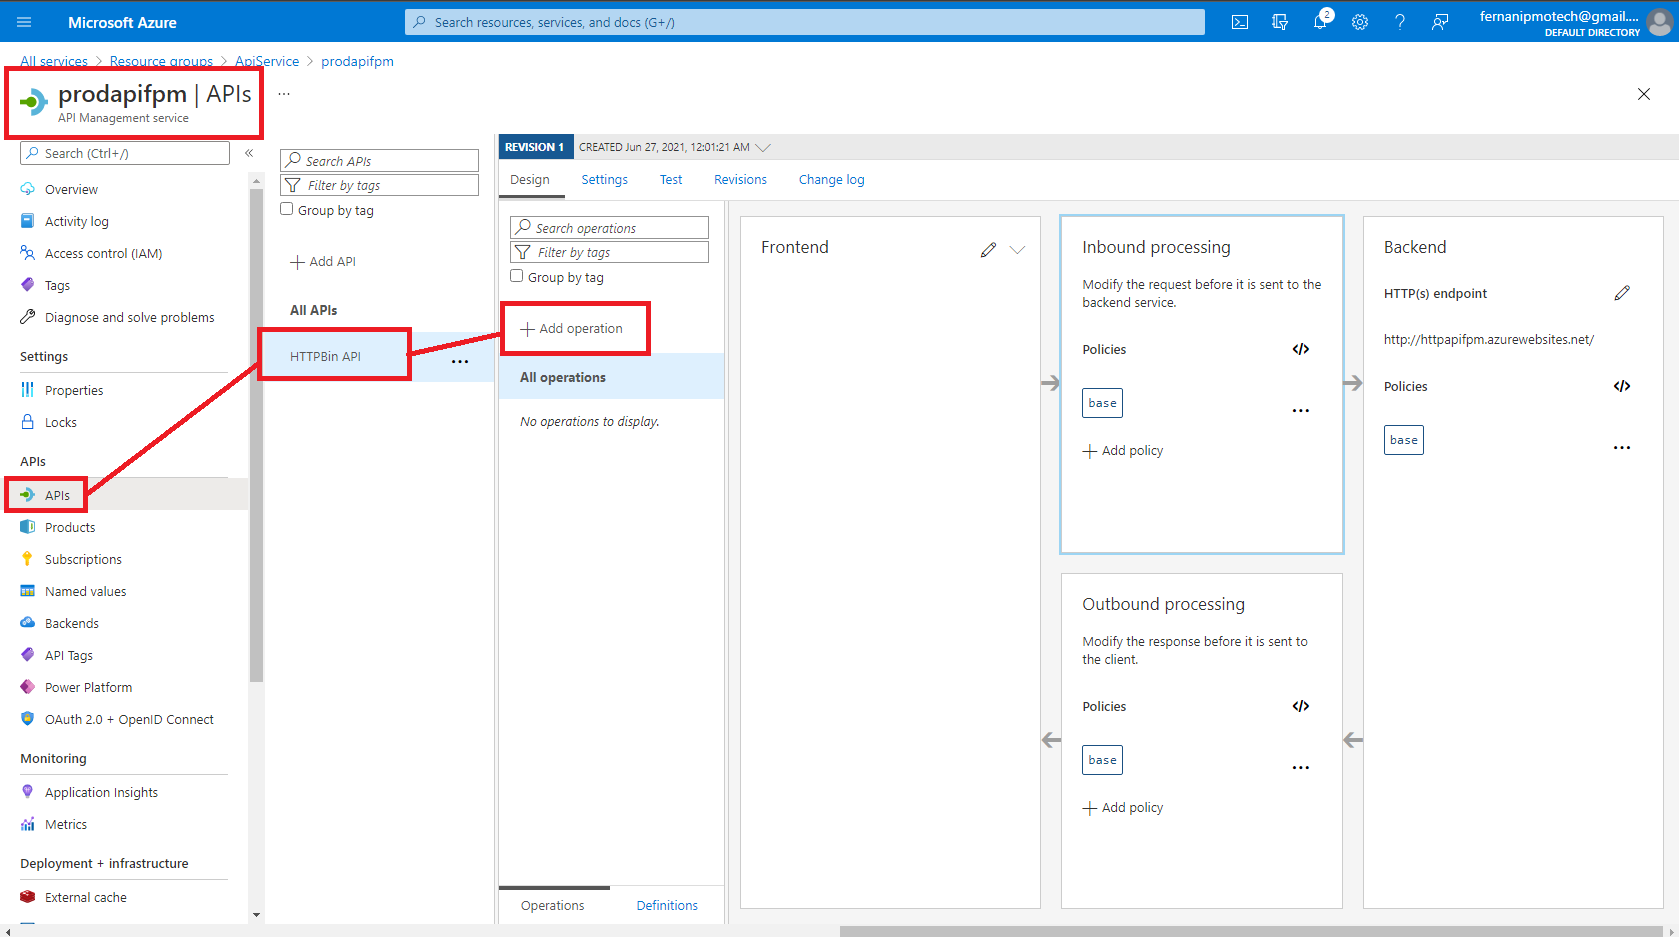 Microsoft Azure
Search resources, services, and docs (G+/)
2
fernanipmotech@gmail....
DEFAULT DIRECTORY
All services > Resource groups > ApiService > prodapifpm
prodapifpm | APIs
...
API Management service
Search (Ctrl+/)
«
Overview
Activity log
Access control (IAM)
Tags
Diagnose and solve problems
Settings
Properties
Locks
APIs
APIs
Products
Subscriptions
Named values
Backends
API Tags
Power Platform
OAuth 2.0 + OpenID Connect
Monitoring
Application Insights
Metrics
Deployment + infrastructure
External cache
Search APIs
Filter by tags
Group by tag
+ Add API
All APIs
HTTPBin API
...
REVISION 1
CREATED Jun 27, 2021, 12:01:21 AM
Design
Settings
Test
Revisions
Change log
Search operations
Filter by tags
Group by tag
+ Add operation
All operations
No operations to display.
Operations
Definitions
Frontend
Inbound processing
Modify the request before it is sent to the
backend service.
Policies
</>
base
...
+ Add policy
Outbound processing
Modify the response before it is sent to
the client.
Policies
</>
base
...
+ Add policy
Backend
HTTP(s) endpoint
http://httpapifpm.azurewebsites.net/
Policies
</>
base
...